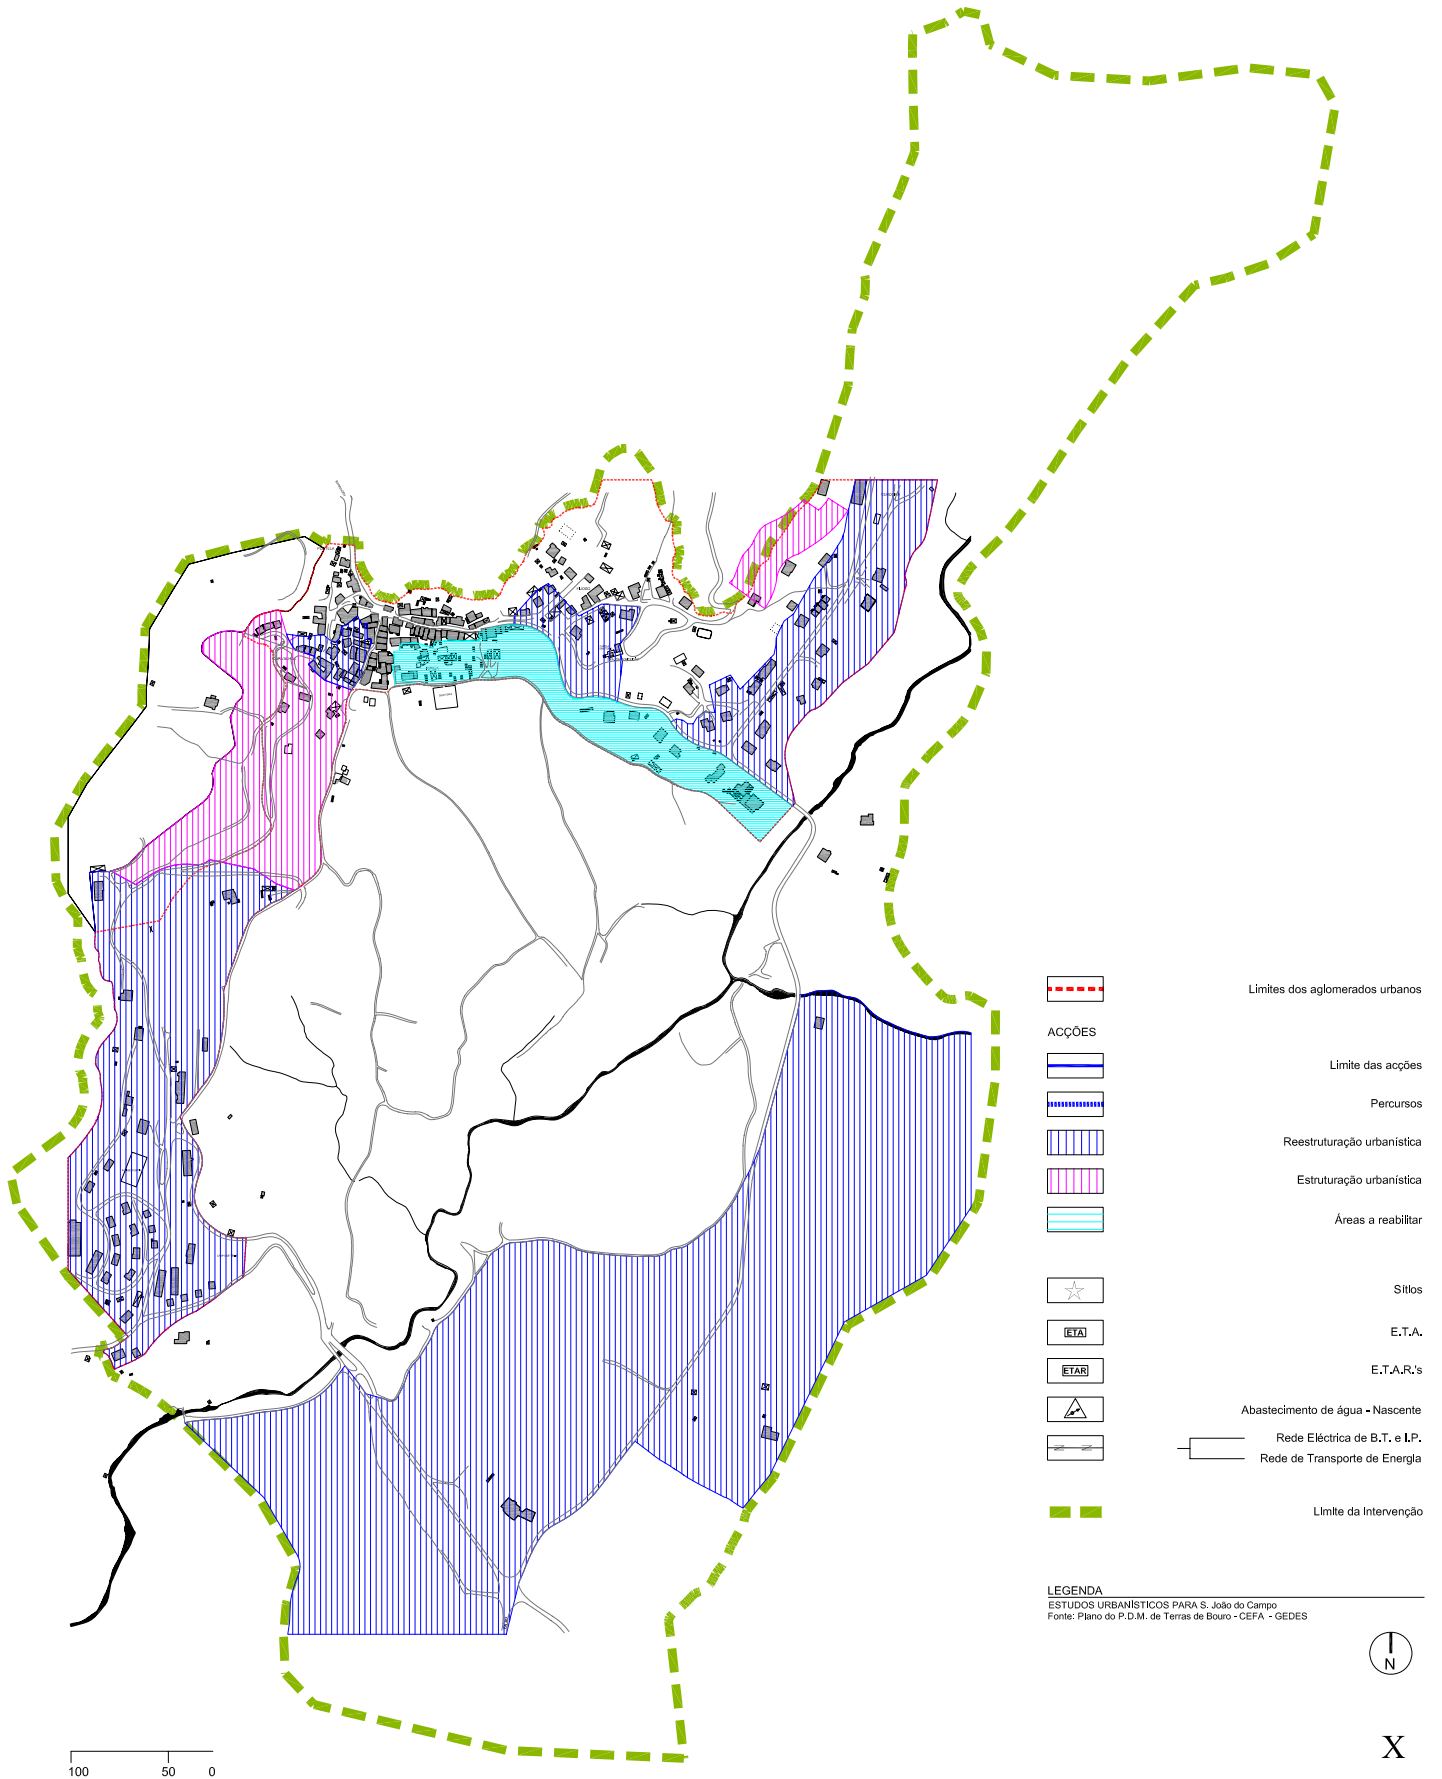 Limites dos aglomerados urbanos
ACÇÕES
Limite das acções
Percursos
Reestruturação urbanística
Estruturação urbanística
Áreas a reabilitar
Sítios
ETA
E.T.A.
ETAR
E.T.A.R.'s
Abastecimento de água - Nascente
Rede Eléctrica de B.T. e I.P.
Rede de Transporte de Energia
Limite da Intervenção
LEGENDA
ESTUDOS URBANÍSTICOS PARA S. João do Campo
Fonte: Plano do P.D.M. de Terras de Bouro - CEFA - GEDES
N
X
100 50 0